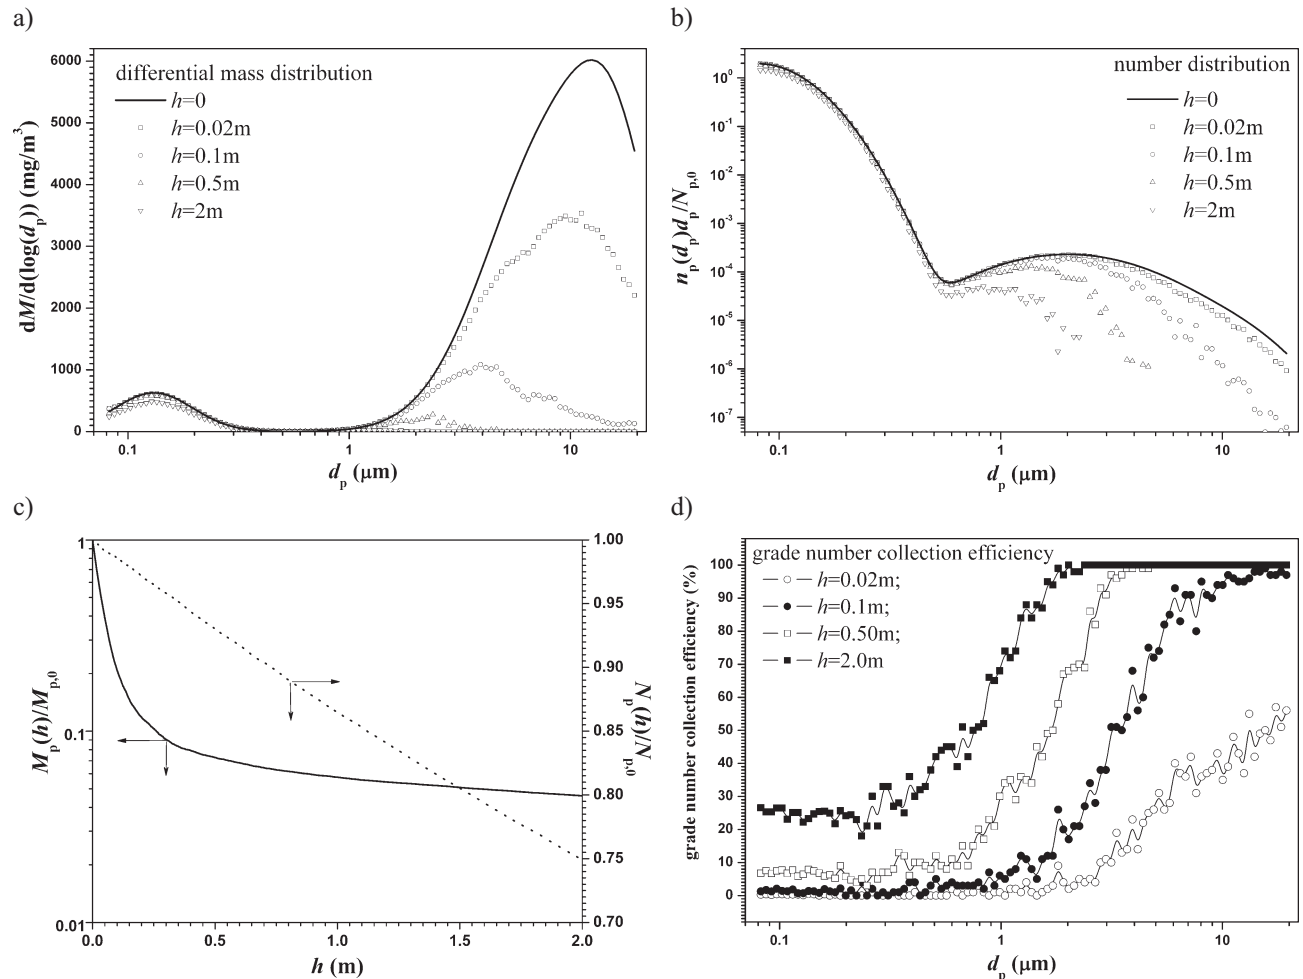 a)
differential mass distribution
h=0
h=0.02m
h=0.1m
h=0.5m
h=2m
6000
5000
4000
3000
2000
1000
0
dM/d(log(dp)) (mg/m³)
0.1
1
10
dp (μm)
b)
number distribution
h=0
h=0.02m
h=0.1m
h=0.5m
h=2m
10⁰
10⁻¹
10⁻²
10⁻³
10⁻⁴
10⁻⁵
10⁻⁶
10⁻⁷
np(dp)dp/Np,0
0.1
1
10
dp (μm)
c)
1
0.1
0.01
Mp(h)/Mp,0
1.00
0.95
0.90
0.85
0.80
0.75
0.70
Np(h)/Np,0
0.0
0.5
1.0
1.5
2.0
h (m)
d)
grade number collection efficiency
h=0.02m;
h=0.1m;
h=0.50m;
h=2.0m
100
90
80
70
60
50
40
30
20
10
0
grade number collection efficiency (%)
0.1
1
10
dp (μm)